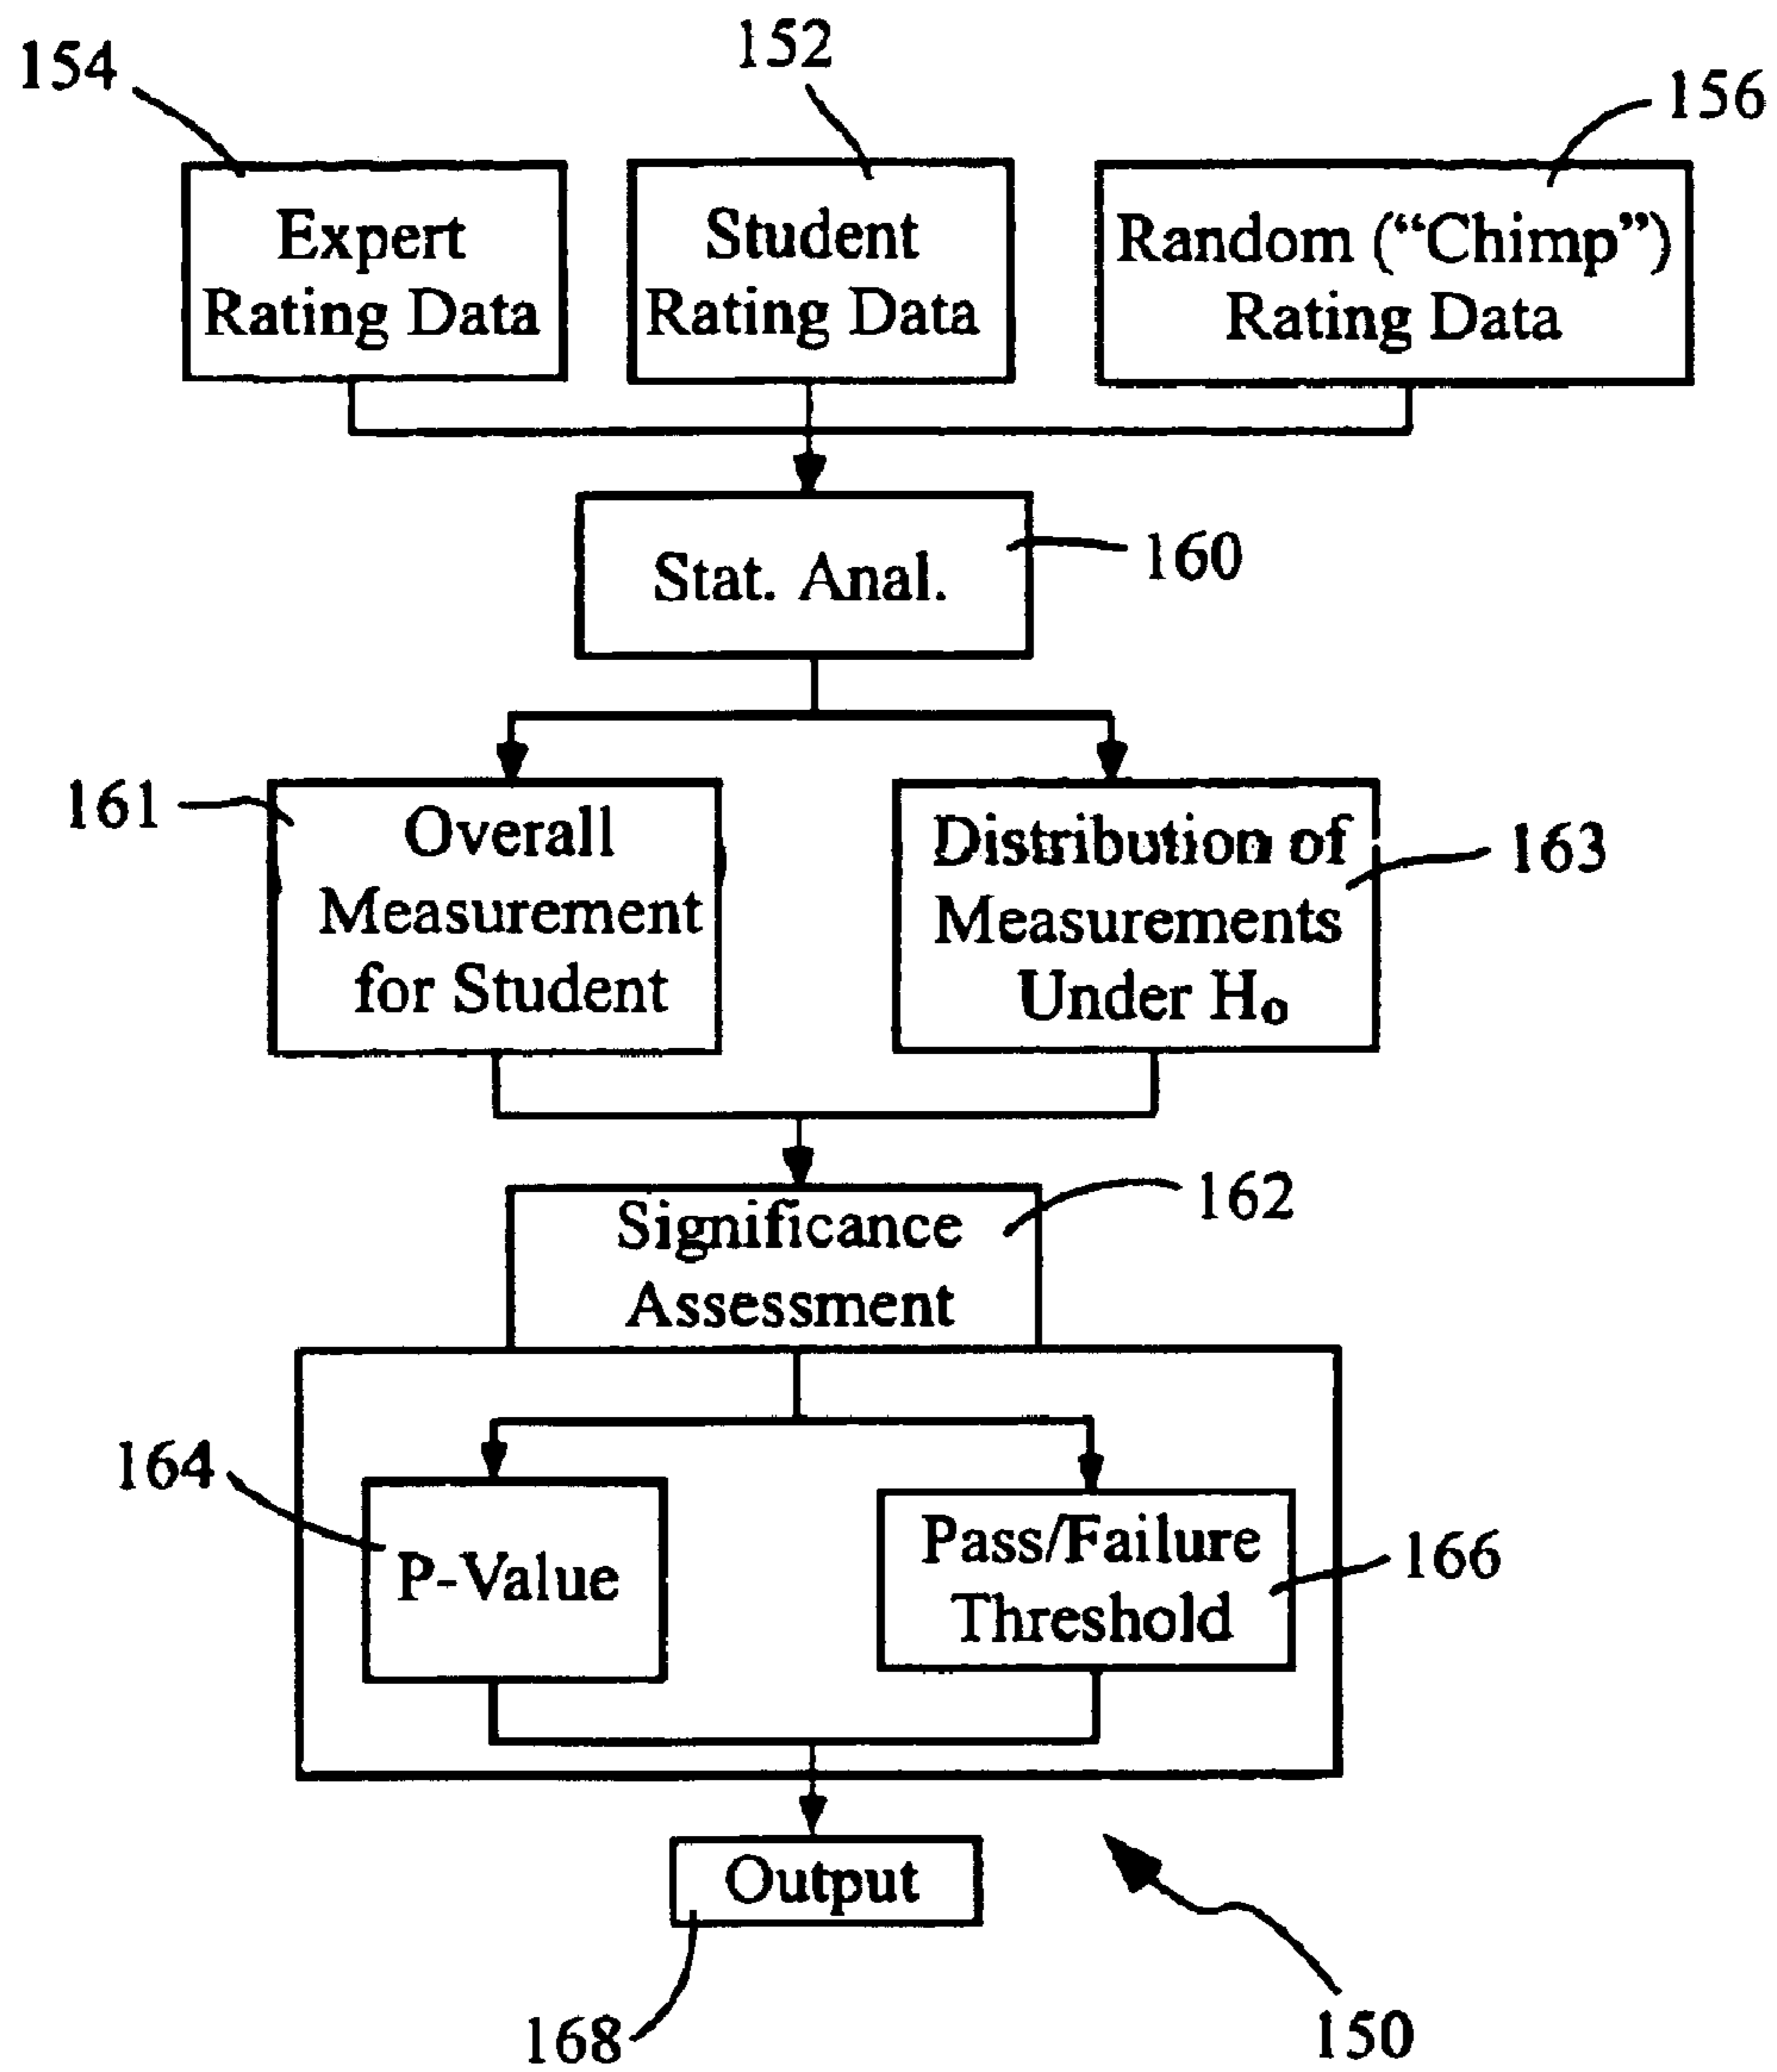 154
152
156
Expert
Rating Data
Student
Rating Data
Random (“Chimp”)
Rating Data
Stat. Anal.
160
161
Overall
Measurement
for Student
Distribution of
Measurements
Under H₀
163
Significance
Assessment
162
164
P-Value
Pass/Failure
Threshold
166
Output
168
150